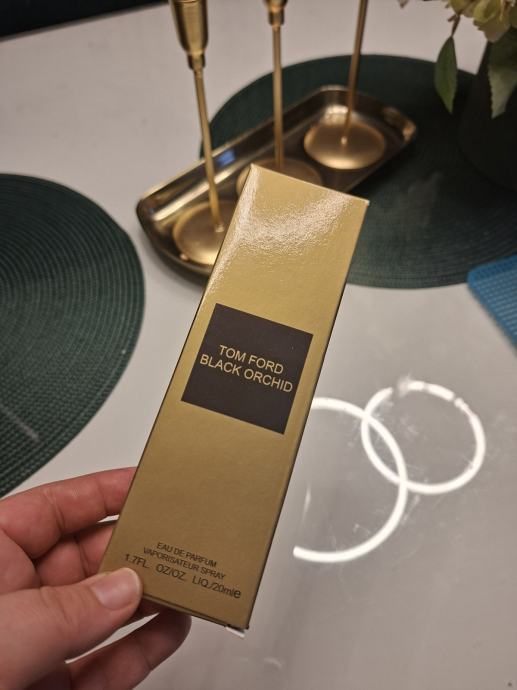 TOM FORD
BLACK ORCHID
EAU DE PARFUM
VAPORISATEUR SPRAY
1.7FL. OZ/OZ. LIQ./20ml℮